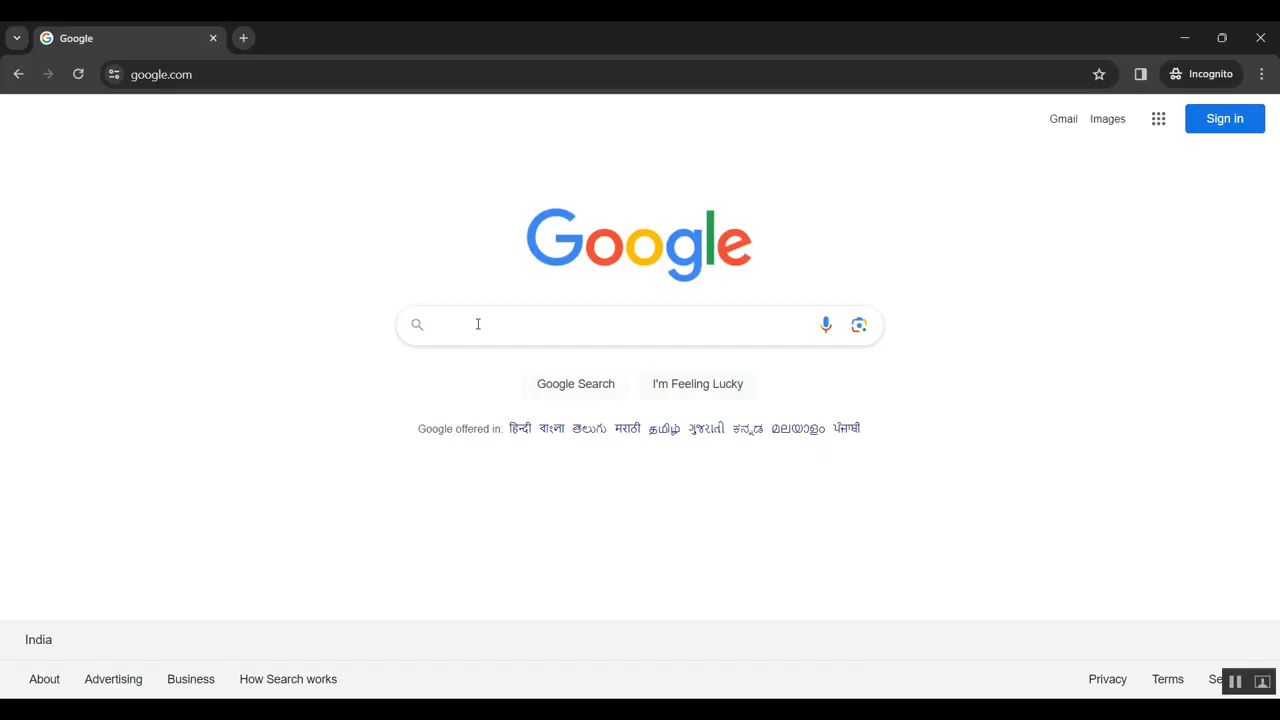 Google
google.com
Incognito
Gmail Images Sign in
Google
Google Search I'm Feeling Lucky
Google offered in: हिन्दी বাংলা తెలుగు मराठी தமிழ் ગુજરાતી ಕನ್ನಡ മലയാളം ਪੰਜਾਬੀ
India
About Advertising Business How Search works Privacy Terms Se